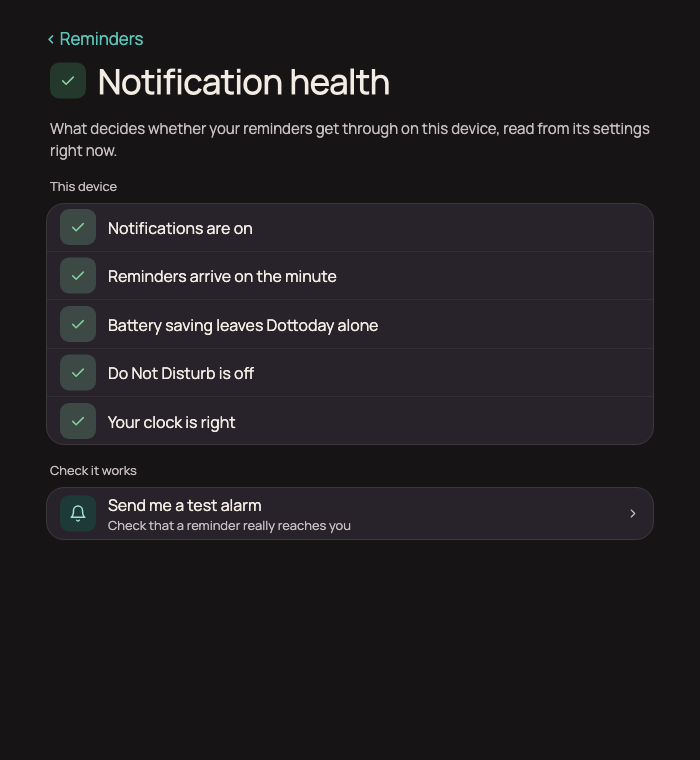 Reminders
Notification health
What decides whether your reminders get through on this device, read from its settings
right now.
This device
Notifications are on
Reminders arrive on the minute
Battery saving leaves Dottoday alone
Do Not Disturb is off
Your clock is right
Check it works
Send me a test alarm
Check that a reminder really reaches you